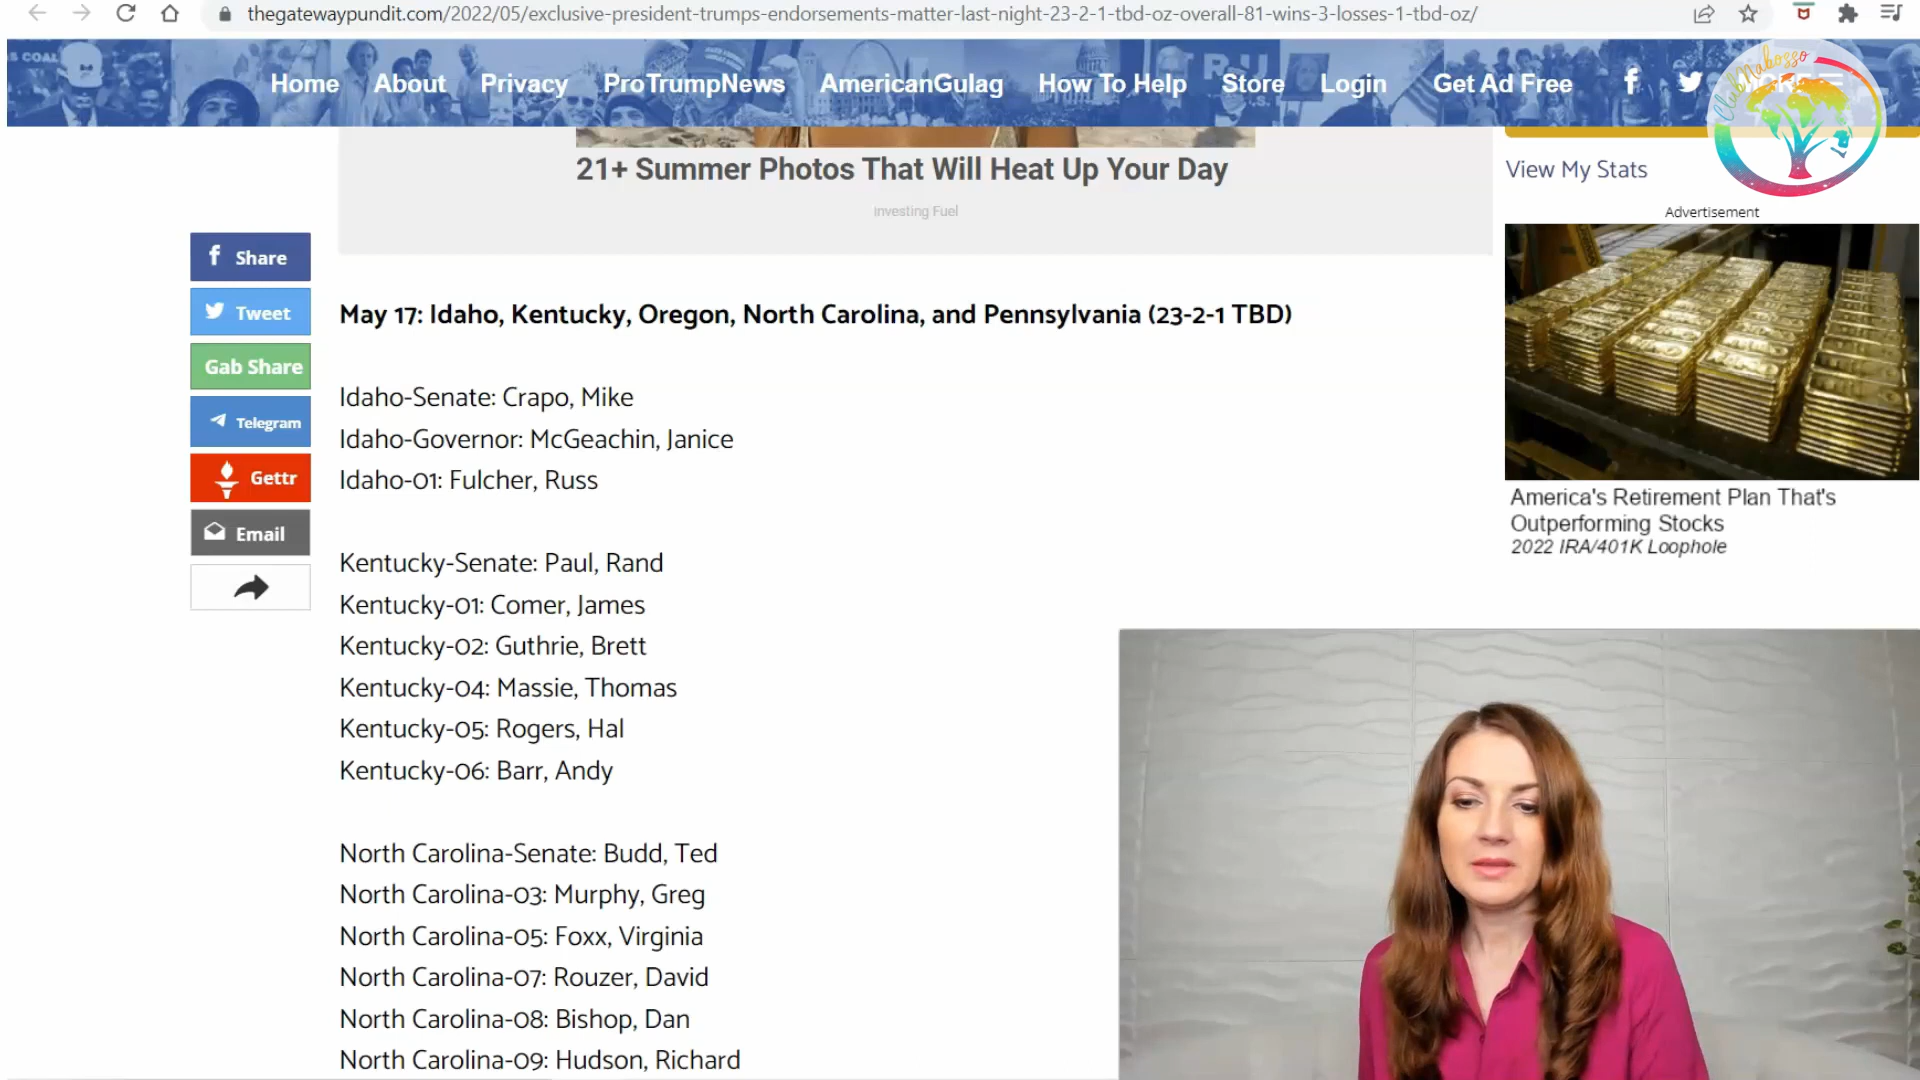 thegatewaypundit.com/2022/05/exclusive-president-trumps-endorsements-matter-last-night-23-2-1-tbd-oz-overall-81-wins-3-losses-1-tbd-oz/
COAL
Home About Privacy ProTrumpNews AmericanGulag How To Help Store Login Get Ad Free
Club Nabosso
21+ Summer Photos That Will Heat Up Your Day
Investing Fuel
View My Stats
Advertisement
America's Retirement Plan That's
Outperforming Stocks
2022 IRA/401K Loophole
Share
Tweet
Gab Share
Telegram
Gettr
Email
May 17: Idaho, Kentucky, Oregon, North Carolina, and Pennsylvania (23-2-1 TBD)
Idaho-Senate: Crapo, Mike
Idaho-Governor: McGeachin, Janice
Idaho-01: Fulcher, Russ
Kentucky-Senate: Paul, Rand
Kentucky-01: Comer, James
Kentucky-02: Guthrie, Brett
Kentucky-04: Massie, Thomas
Kentucky-05: Rogers, Hal
Kentucky-06: Barr, Andy
North Carolina-Senate: Budd, Ted
North Carolina-03: Murphy, Greg
North Carolina-05: Foxx, Virginia
North Carolina-07: Rouzer, David
North Carolina-08: Bishop, Dan
North Carolina-09: Hudson, Richard